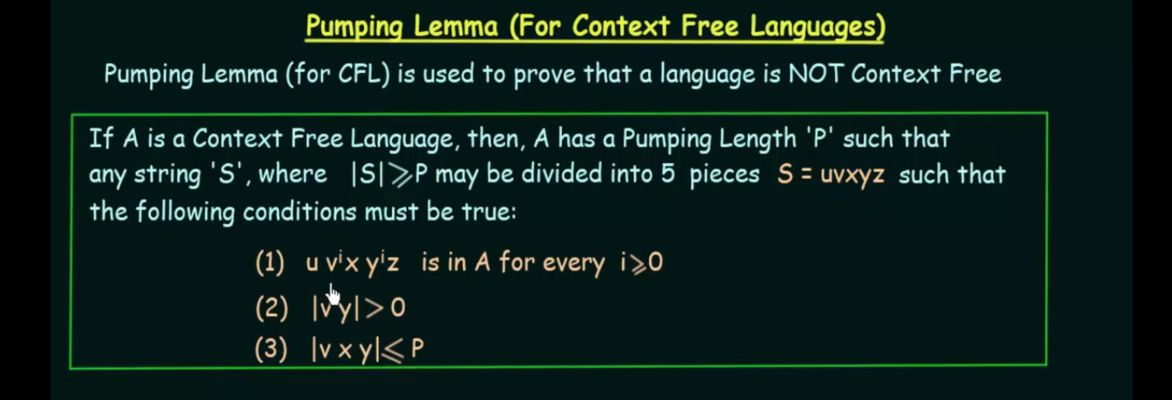 Pumping Lemma (For Context Free Languages)
Pumping Lemma (for CFL) is used to prove that a language is NOT Context Free
If A is a Context Free Language, then, A has a Pumping Length 'P' such that
any string 'S', where |S| ⩾ P may be divided into 5 pieces S = uvxyz such that
the following conditions must be true:
(1) u vⁱx yⁱz is in A for every i ⩾ 0
(2) |v y| > 0
(3) |v x y| ⩽ P